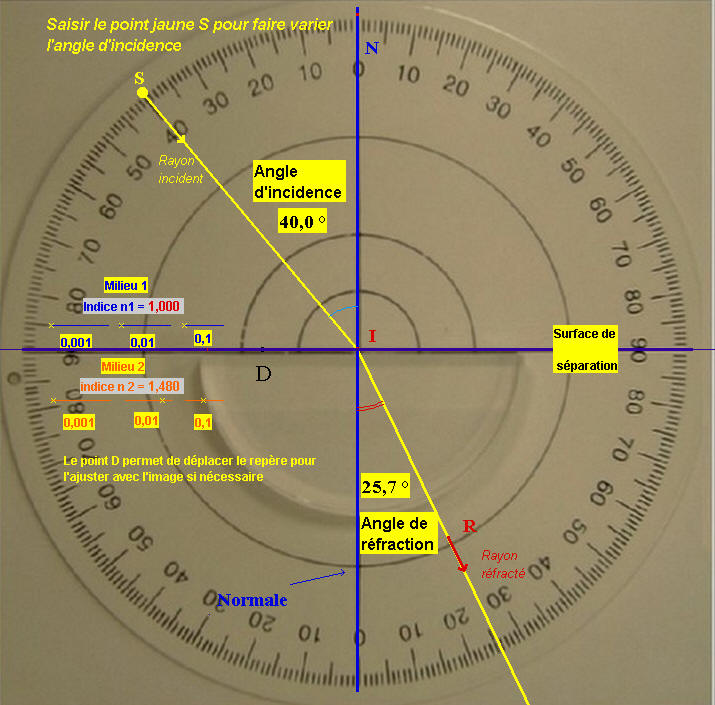 Saisir le point jaune S pour faire varier
l'angle d'incidence
N
S
Rayon
incident
Angle
d'incidence
40,0 °
Milieu 1
Indice n1 = 1,000
0,001
0,01
0,1
I
Surface de
séparation
D
Milieu 2
indice n 2 = 1,480
0,001
0,01
0,1
Le point D permet de déplacer le repère pour
l'ajuster avec l'image si nécessaire
25,7 °
Angle de
réfraction
R
Rayon
réfracté
Normale
0
10
20
30
40
50
60
70
80
90
80
70
60
50
40
30
20
10
0
10
20
30
40
50
60
70
80
90
80
70
60
50
40
30
20
10